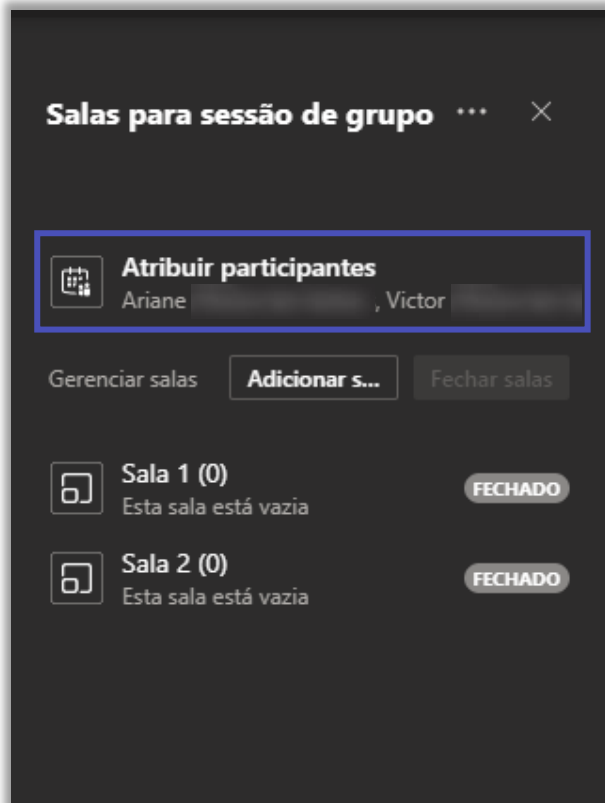 Salas para sessão de grupo ...
Atribuir participantes
Ariane , Victor
Gerenciar salas Adicionar s... Fechar salas
Sala 1 (0) FECHADO
Esta sala está vazia
Sala 2 (0) FECHADO
Esta sala está vazia